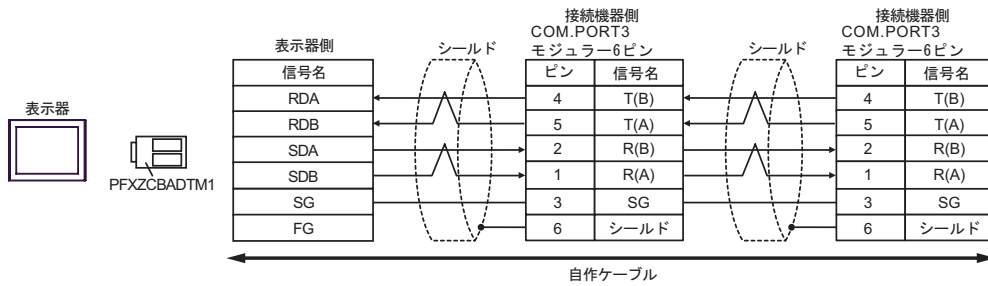 接続機器側
COM.PORT3
モジュラー6ピン
接続機器側
COM.PORT3
モジュラー6ピン
表示器側
シールド
シールド
信号名
ピン
信号名
ピン
信号名
RDA
4
T(B)
4
T(B)
RDB
5
T(A)
5
T(A)
SDA
2
R(B)
2
R(B)
SDB
1
R(A)
1
R(A)
SG
3
SG
3
SG
FG
6
シールド
6
シールド
表示器
PFXZCBADTM1
自作ケーブル